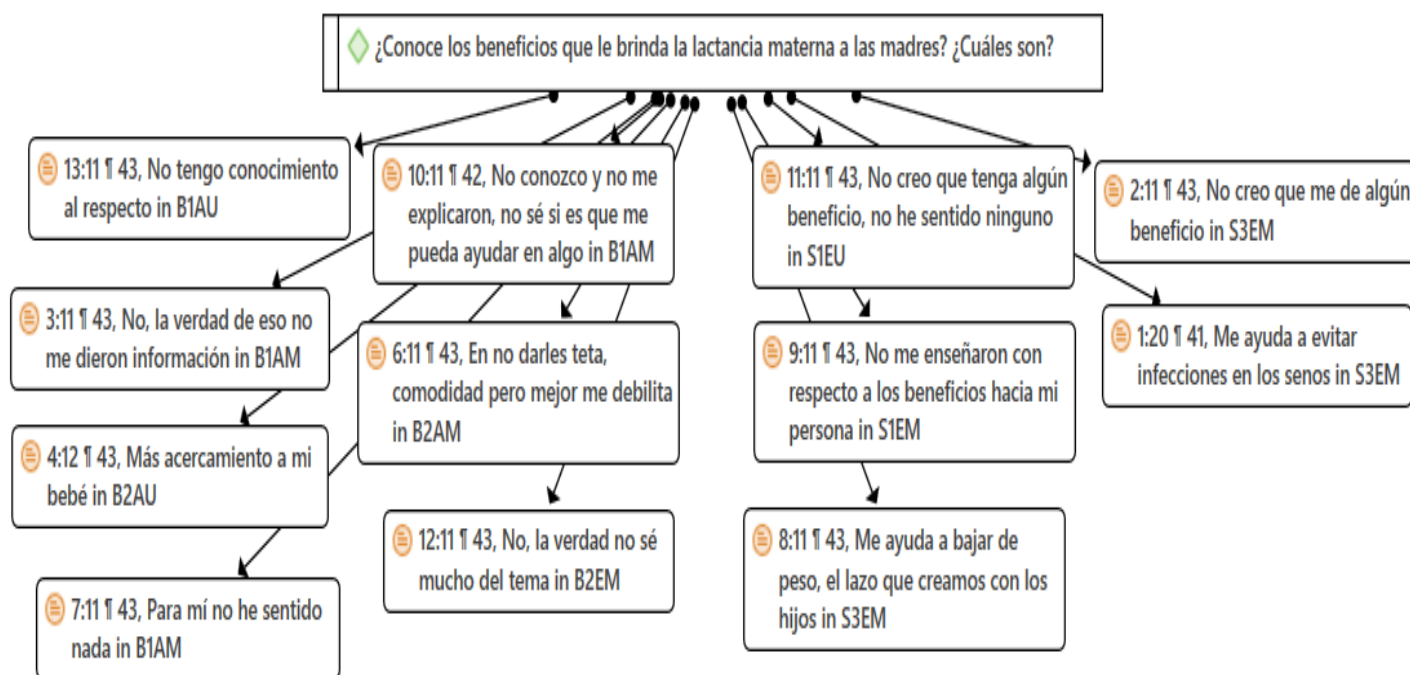 ¿Conoce los beneficios que le brinda la lactancia materna a las madres? ¿Cuáles son?
13:11 ¶ 43, No tengo conocimiento
al respecto in B1AU
10:11 ¶ 42, No conozco y no me
explicaron, no sé si es que me
pueda ayudar en algo in B1AM
11:11 ¶ 43, No creo que tenga algún
beneficio, no he sentido ninguno
in S1EU
2:11 ¶ 43, No creo que me de algún
beneficio in S3EM
3:11 ¶ 43, No, la verdad de eso no
me dieron información in B1AM
6:11 ¶ 43, En no darles teta,
comodidad pero mejor me debilita
in B2AM
9:11 ¶ 43, No me enseñaron con
respecto a los beneficios hacia mi
persona in S1EM
1:20 ¶ 41, Me ayuda a evitar
infecciones en los senos in S3EM
4:12 ¶ 43, Más acercamiento a mi
bebé in B2AU
12:11 ¶ 43, No, la verdad no sé
mucho del tema in B2EM
8:11 ¶ 43, Me ayuda a bajar de
peso, el lazo que creamos con los
hijos in S3EM
7:11 ¶ 43, Para mí no he sentido
nada in B1AM